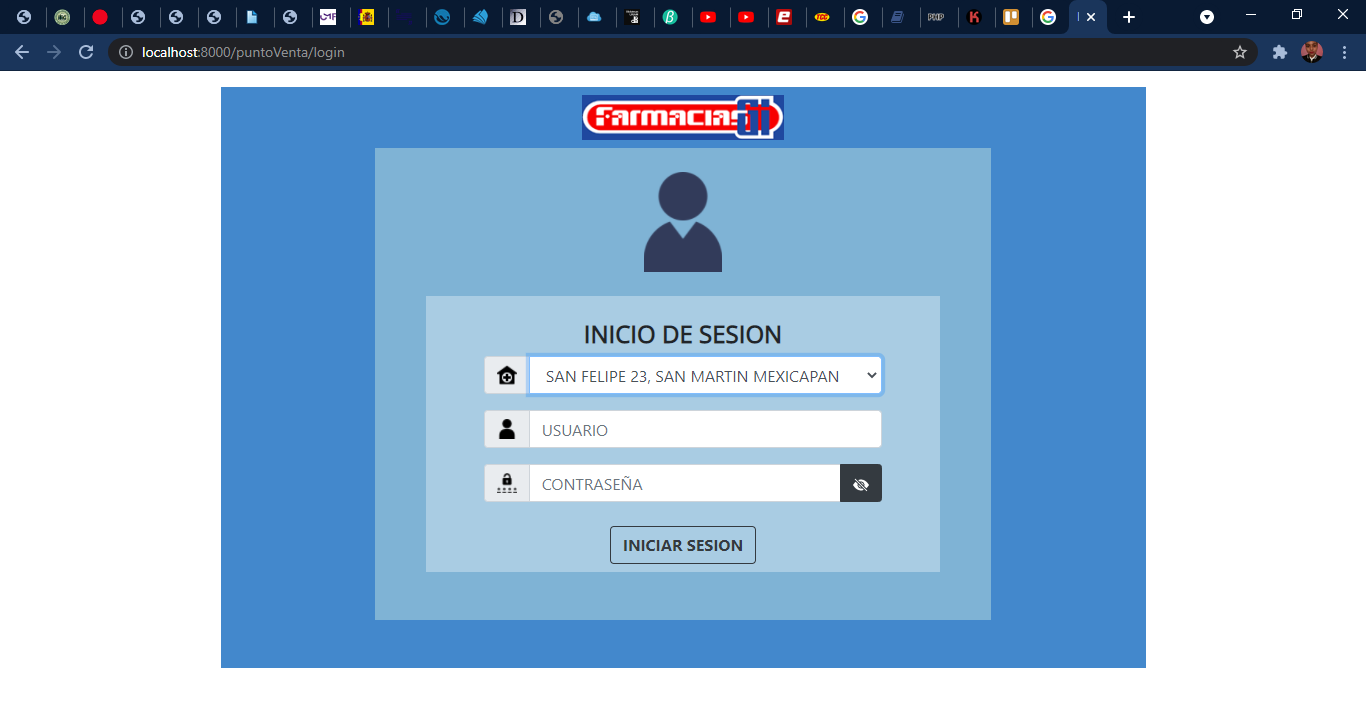 localhost:8000/puntoVenta/login
Farmacias
INICIO DE SESION
SAN FELIPE 23, SAN MARTIN MEXICAPAN
USUARIO
CONTRASEÑA
INICIAR SESION